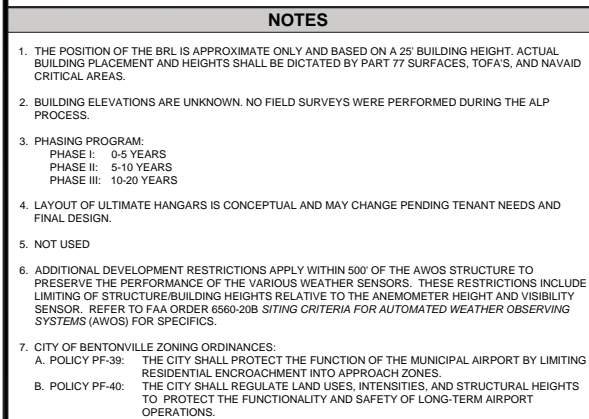 NOTES
1. THE POSITION OF THE BRL IS APPROXIMATE ONLY AND BASED ON A 25' BUILDING HEIGHT. ACTUAL
BUILDING PLACEMENT AND HEIGHTS SHALL BE DICTATED BY PART 77 SURFACES, TOFA'S, AND NAVAID
CRITICAL AREAS.
2. BUILDING ELEVATIONS ARE UNKNOWN. NO FIELD SURVEYS WERE PERFORMED DURING THE ALP
PROCESS.
3. PHASING PROGRAM:
PHASE I: 0-5 YEARS
PHASE II: 5-10 YEARS
PHASE III: 10-20 YEARS
4. LAYOUT OF ULTIMATE HANGARS IS CONCEPTUAL AND MAY CHANGE PENDING TENANT NEEDS AND
FINAL DESIGN.
5. NOT USED
6. ADDITIONAL DEVELOPMENT RESTRICTIONS APPLY WITHIN 500' OF THE AWOS STRUCTURE TO
PRESERVE THE PERFORMANCE OF THE VARIOUS WEATHER SENSORS. THESE RESTRICTIONS INCLUDE
LIMITING OF STRUCTURE/BUILDING HEIGHTS RELATIVE TO THE ANEMOMETER HEIGHT AND VISIBILITY
SENSOR. REFER TO FAA ORDER 6560-20B SITING CRITERIA FOR AUTOMATED WEATHER OBSERVING
SYSTEMS (AWOS) FOR SPECIFICS.
7. CITY OF BENTONVILLE ZONING ORDINANCES:
A. POLICY PF-39: THE CITY SHALL PROTECT THE FUNCTION OF THE MUNICIPAL AIRPORT BY LIMITING
RESIDENTIAL ENCROACHMENT INTO APPROACH ZONES.
B. POLICY PF-40: THE CITY SHALL REGULATE LAND USES, INTENSITIES, AND STRUCTURAL HEIGHTS
TO PROTECT THE FUNCTIONALITY AND SAFETY OF LONG-TERM AIRPORT
OPERATIONS.